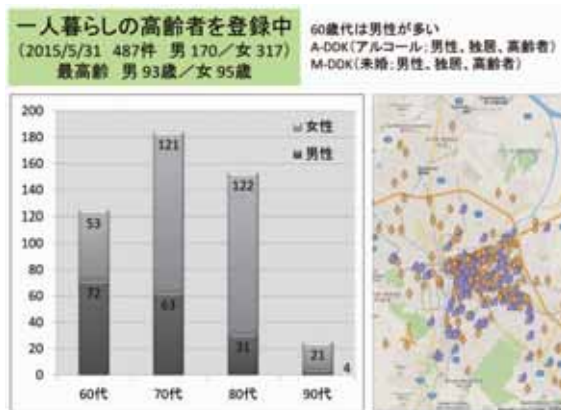 一人暮らしの高齢者を登録中
(2015/5/31 487件 男 170／女 317)
最高齢 男 93歳／女 95歳
60歳代は男性が多い
A-DDK(アルコール；男性、独居、高齢者)
M-DDK(未婚；男性、独居、高齢者)
200
180
160
140
120
100
80
60
40
20
0
女性
男性
53
72
121
63
122
31
21
4
60代
70代
80代
90代